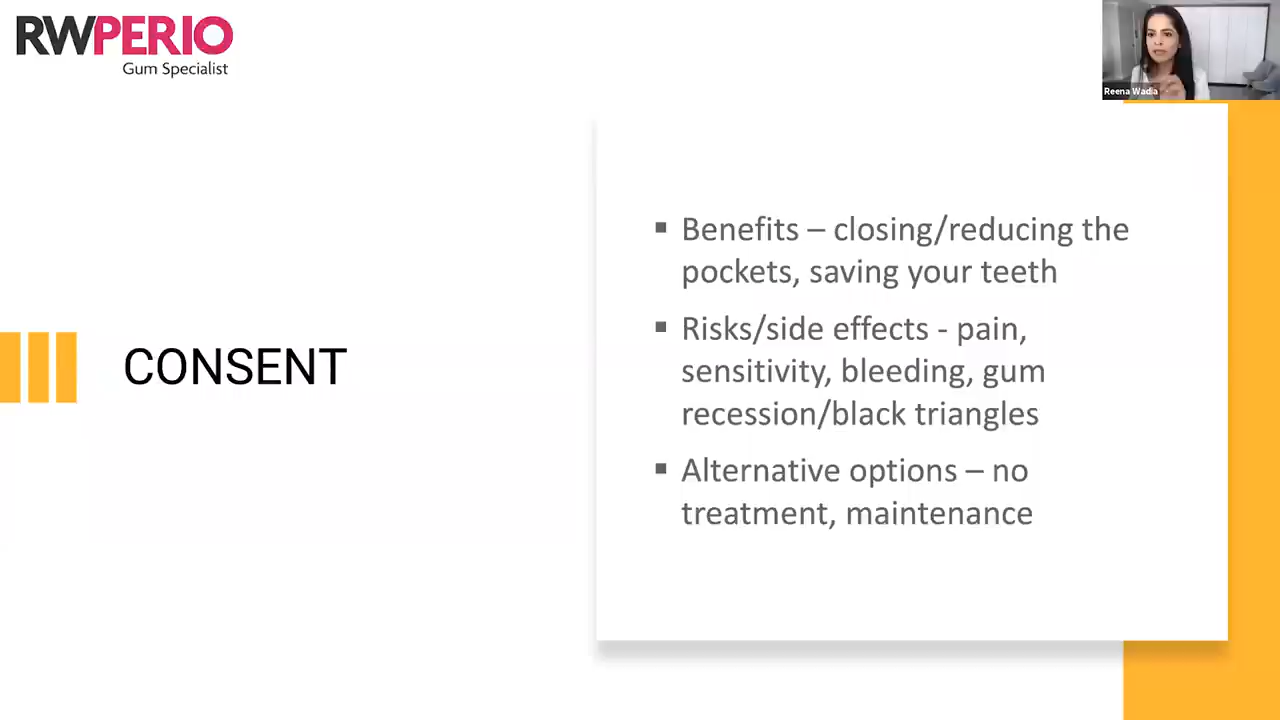 RWPERIO
Gum Specialist
Reena Wadia
CONSENT
▪ Benefits – closing/reducing the
pockets, saving your teeth
▪ Risks/side effects - pain,
sensitivity, bleeding, gum
recession/black triangles
▪ Alternative options – no
treatment, maintenance